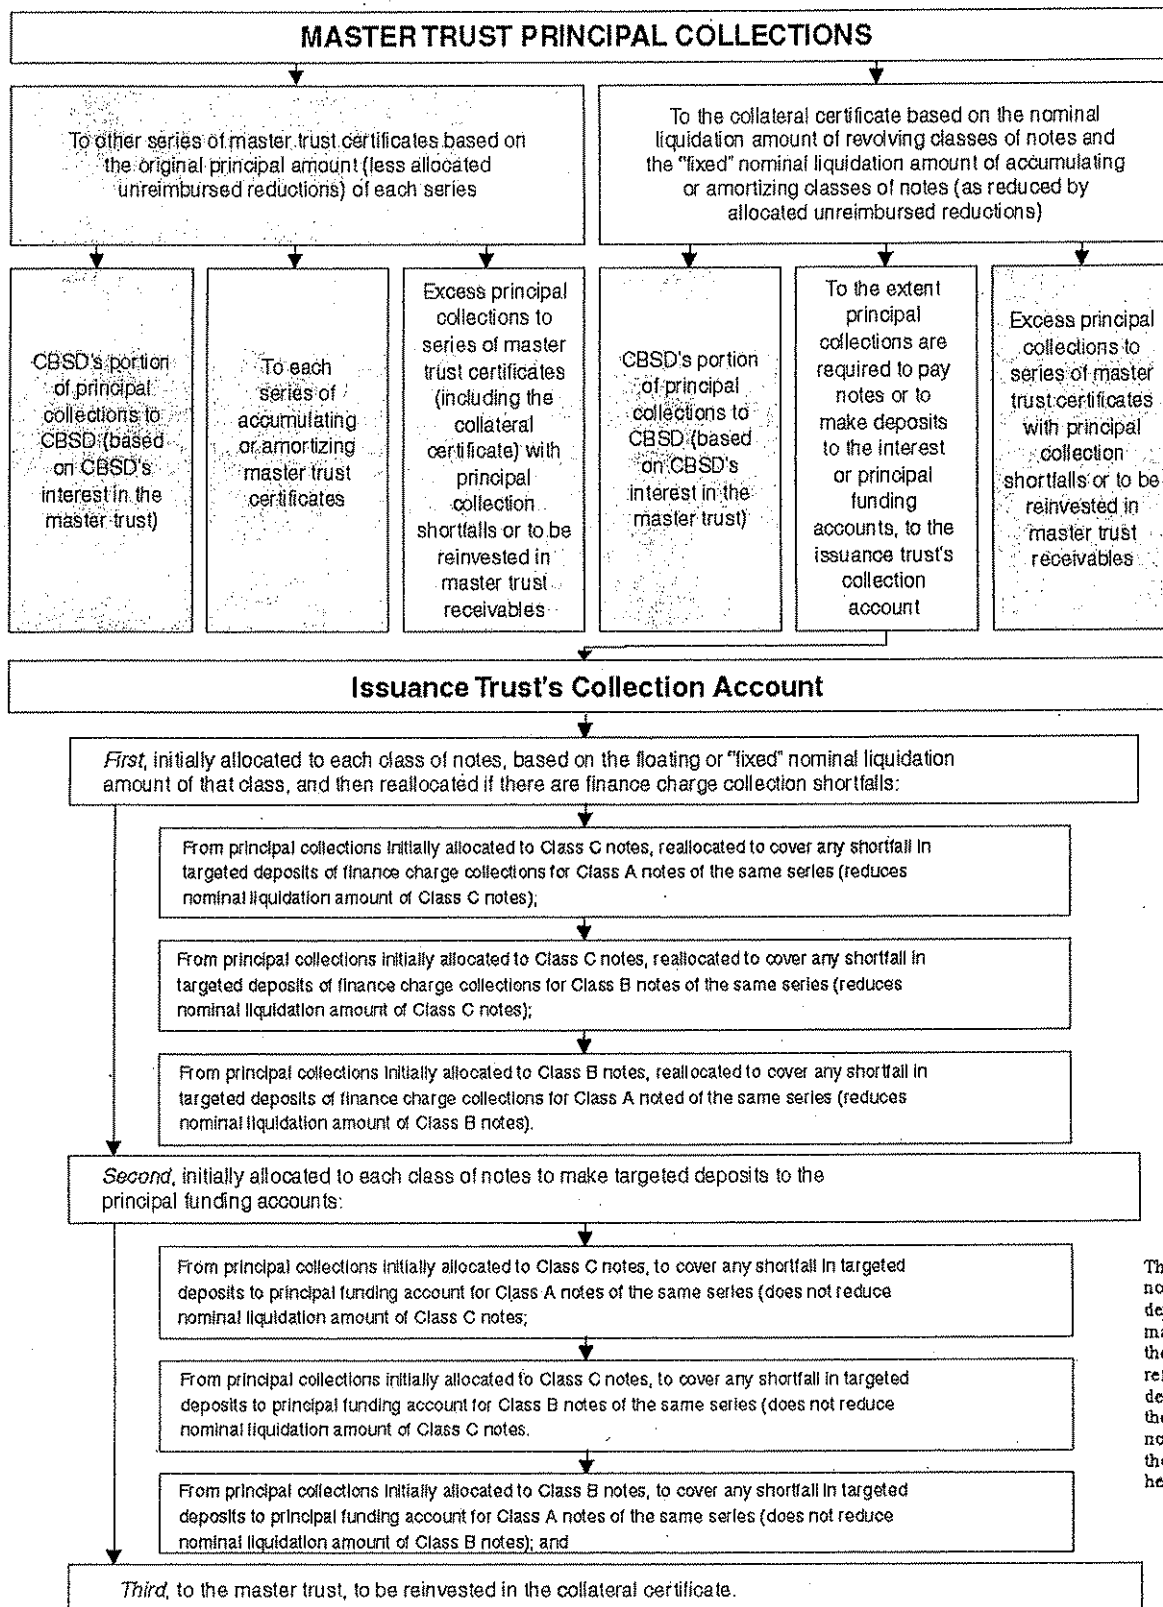 MASTER TRUST PRINCIPAL COLLECTIONS
To other series of master trust certificates based on
the original principal amount (less allocated
unreimbursed reductions) of each series
To the collateral certificate based on the nominal
liquidation amount of revolving classes of notes and
the "fixed" nominal liquidation amount of accumulating
or amortizing classes of notes (as reduced by
allocated unreimbursed reductions)
CBSD's portion
of principal
collections to
CBSD (based
on CBSD's
interest in the
master trust)
To each
series of
accumulating
or amortizing
master trust
certificates
Excess principal
collections to
series of master
trust certificates
(including the
collateral
certificate) with
principal
collection
shortfalls or to be
reinvested in
master trust
receivables
CBSD's portion
of principal
collections to
CBSD (based
on CBSD's
interest in the
master trust)
To the extent
principal
collections are
required to pay
notes or to
make deposits
to the interest
or principal
funding
accounts, to the
issuance trust's
collection
account
Excess principal
collections to
series of master
trust certificates
with principal
collection
shortfalls or to be
reinvested in
master trust
receivables
Issuance Trust's Collection Account
First, initially allocated to each class of notes, based on the floating or "fixed" nominal liquidation
amount of that class, and then reallocated if there are finance charge collection shortfalls:
From principal collections initially allocated to Class C notes, reallocated to cover any shortfall in
targeted deposits of finance charge collections for Class A notes of the same series (reduces
nominal liquidation amount of Class C notes);
From principal collections initially allocated to Class C notes, reallocated to cover any shortfall in
targeted deposits of finance charge collections for Class B notes of the same series (reduces
nominal liquidation amount of Class C notes);
From principal collections initially allocated to Class B notes, reallocated to cover any shortfall in
targeted deposits of finance charge collections for Class A noted of the same series (reduces
nominal liquidation amount of Class B notes).
Second, initially allocated to each class of notes to make targeted deposits to the
principal funding accounts:
From principal collections initially allocated to Class C notes, to cover any shortfall in targeted
deposits to principal funding account for Class A notes of the same series (does not reduce
nominal liquidation amount of Class C notes;
From principal collections initially allocated to Class C notes, to cover any shortfall in targeted
deposits to principal funding account for Class B notes of the same series (does not reduce
nominal liquidation amount of Class C notes.
From principal collections initially allocated to Class B notes, to cover any shortfall in targeted
deposits to principal funding account for Class A notes of the same series (does not reduce
nominal liquidation amount of Class B notes); and
Third, to the master trust, to be reinvested in the collateral certificate.